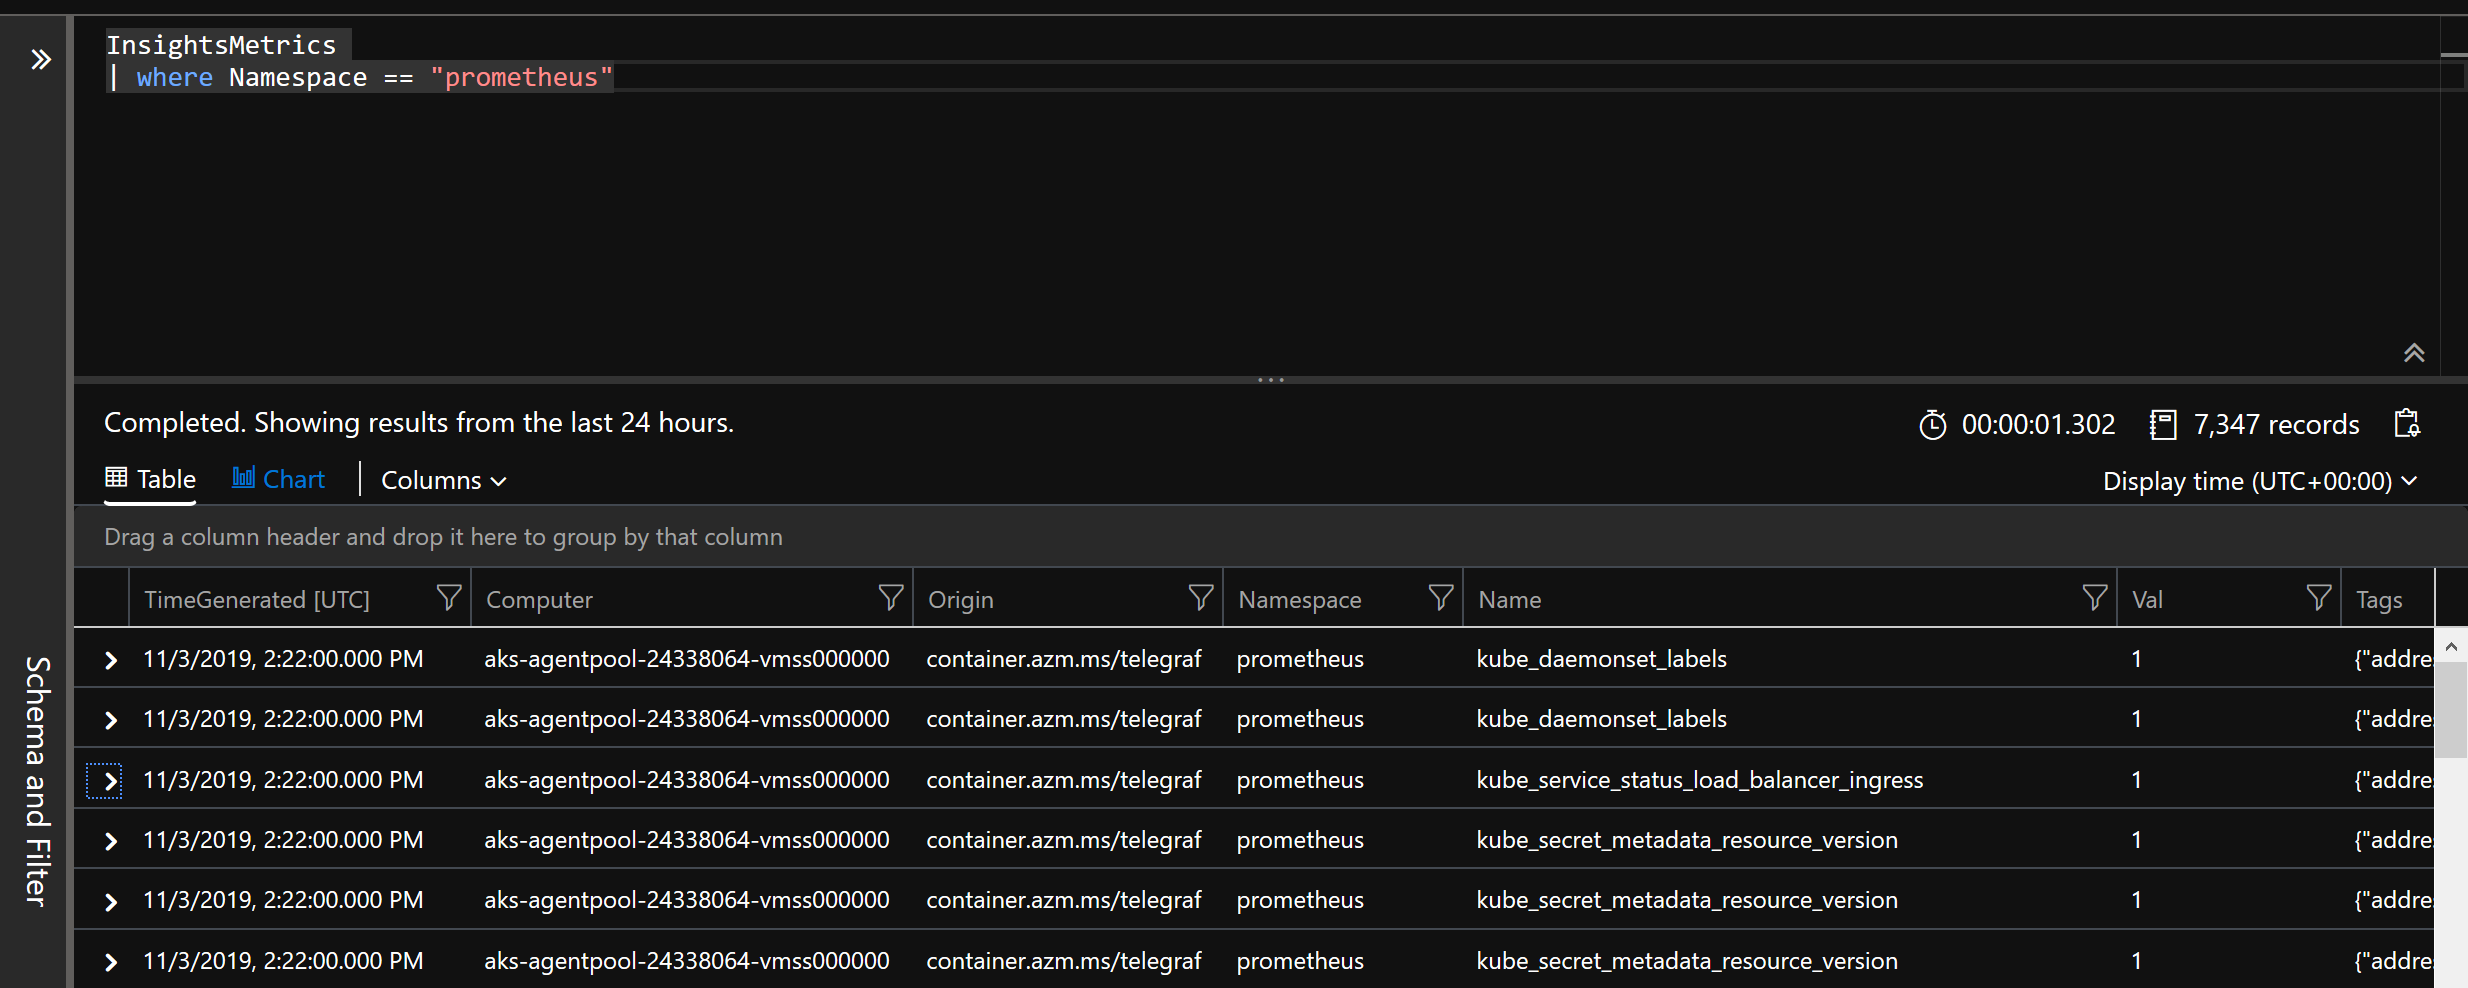 InsightsMetrics
| where Namespace == "prometheus"
Completed. Showing results from the last 24 hours. 00:00:01.302 7,347 records
Table Chart Columns Display time (UTC+00:00)
Drag a column header and drop it here to group by that column
TimeGenerated [UTC] Computer Origin Namespace Name Val Tags
11/3/2019, 2:22:00.000 PM aks-agentpool-24338064-vmss000000 container.azm.ms/telegraf prometheus kube_daemonset_labels 1 {"addre
11/3/2019, 2:22:00.000 PM aks-agentpool-24338064-vmss000000 container.azm.ms/telegraf prometheus kube_daemonset_labels 1 {"addre
11/3/2019, 2:22:00.000 PM aks-agentpool-24338064-vmss000000 container.azm.ms/telegraf prometheus kube_service_status_load_balancer_ingress 1 {"addre
11/3/2019, 2:22:00.000 PM aks-agentpool-24338064-vmss000000 container.azm.ms/telegraf prometheus kube_secret_metadata_resource_version 1 {"addre
11/3/2019, 2:22:00.000 PM aks-agentpool-24338064-vmss000000 container.azm.ms/telegraf prometheus kube_secret_metadata_resource_version 1 {"addre
11/3/2019, 2:22:00.000 PM aks-agentpool-24338064-vmss000000 container.azm.ms/telegraf prometheus kube_secret_metadata_resource_version 1 {"addre
Schema and Filter